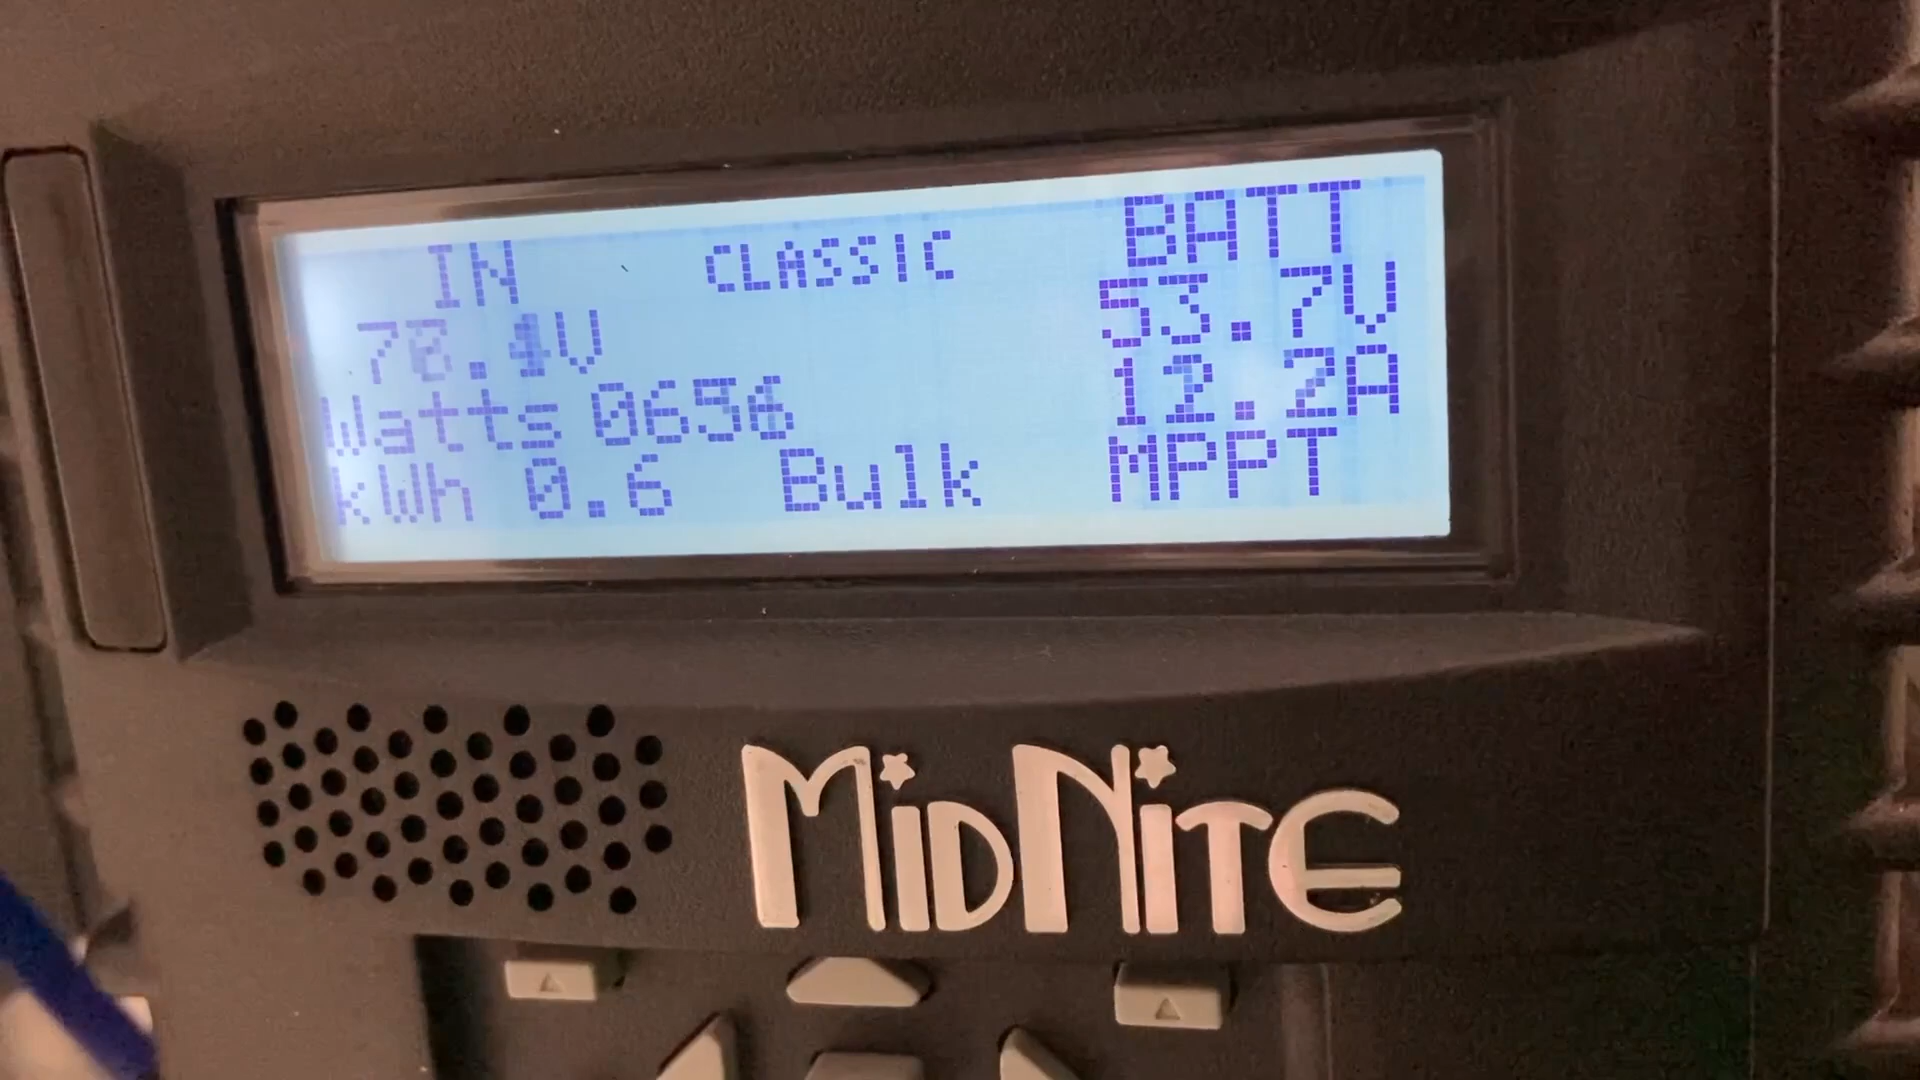 IN CLASSIC BATT
53.7V
Watts 0656 12.2A
kWh 0.6 Bulk MPPT
MIDNITE